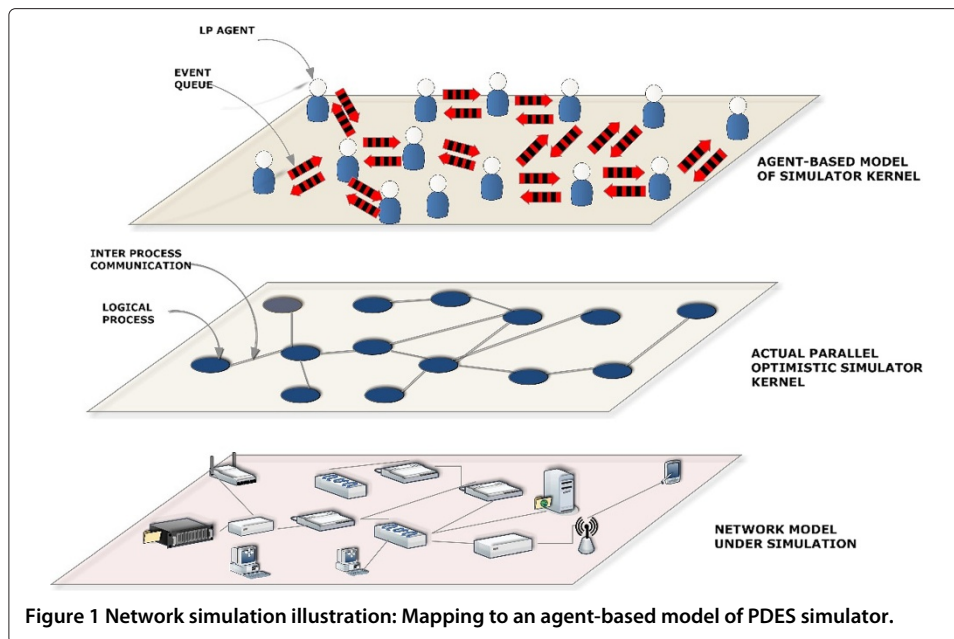 LP AGENT
EVENT
QUEUE
AGENT-BASED MODEL
OF SIMULATOR KERNEL
INTER PROCESS
COMMUNICATION
LOGICAL
PROCESS
ACTUAL PARALLEL
OPTIMISTIC SIMULATOR
KERNEL
NETWORK MODEL
UNDER SIMULATION
Figure 1 Network simulation illustration: Mapping to an agent-based model of PDES simulator.